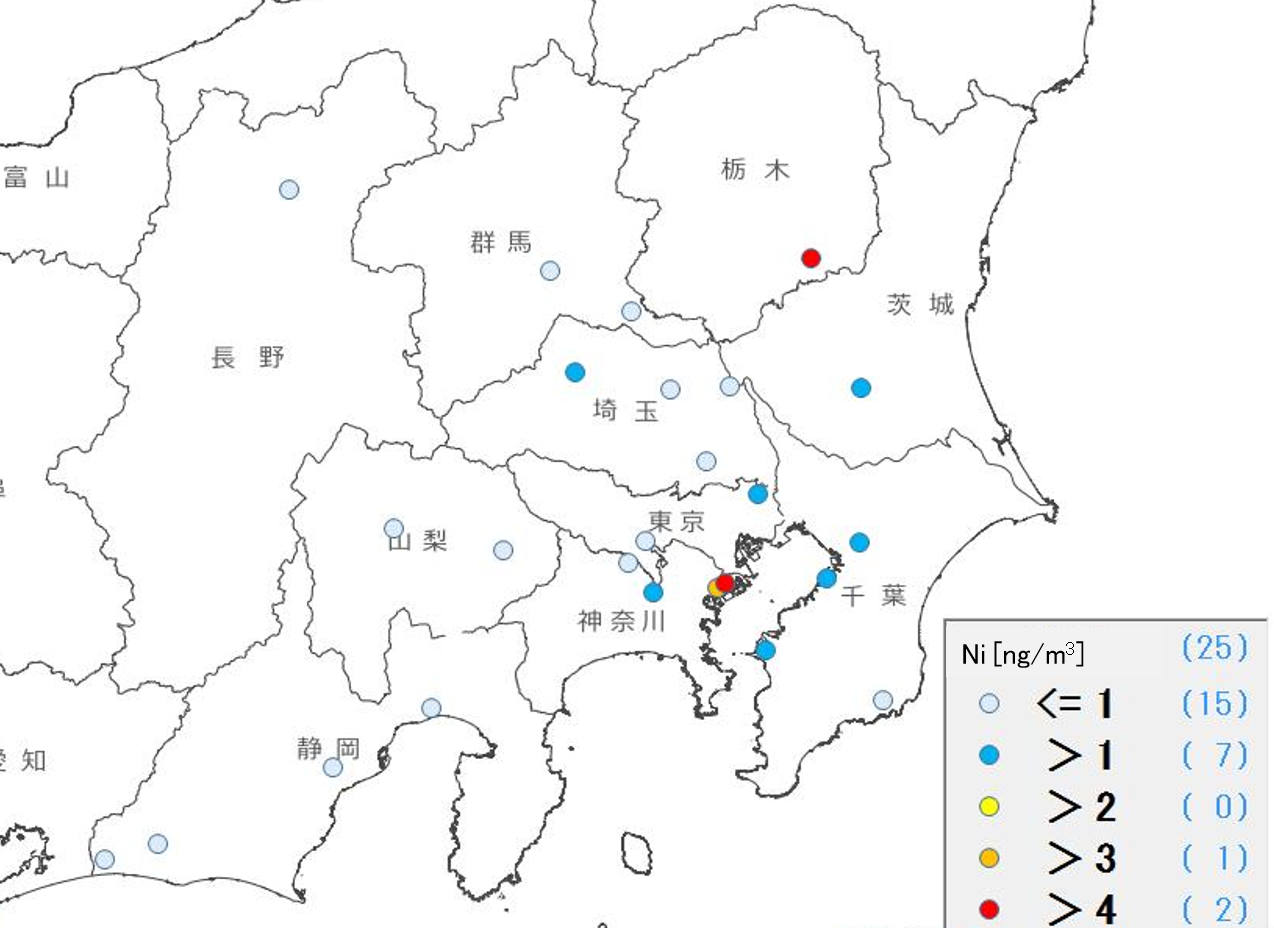 富山
栃木
群馬
茨城
長野
埼玉
東京
山梨
千葉
神奈川
静岡
愛知
Ni[ng/m³] (25)
<= 1 (15)
> 1 ( 7)
> 2 ( 0)
> 3 ( 1)
> 4 ( 2)